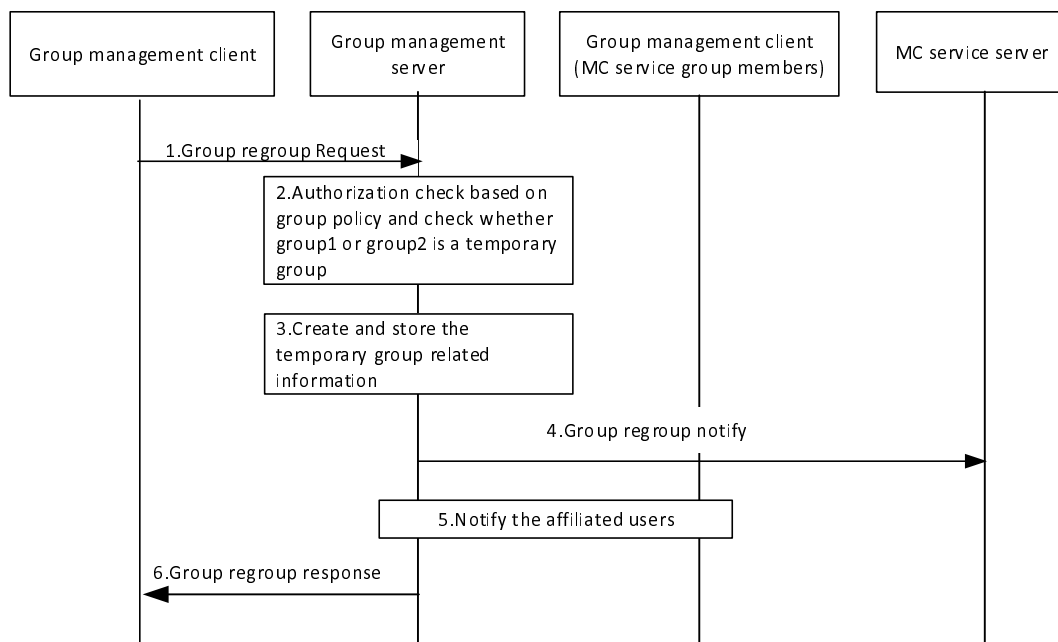 Group management client
Group management
server
Group management client
(MC service group members)
MC service server
1.Group regroup Request
2.Authorization check based on
group policy and check whether
group1 or group2 is a temporary
group
3.Create and store the
temporary group related
information
4.Group regroup notify
5.Notify the affiliated users
6.Group regroup response